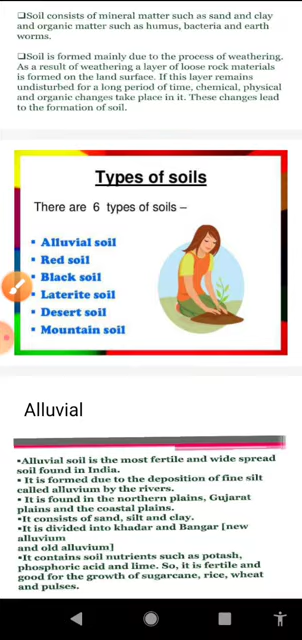 ❑Soil consists of mineral matter such as sand and clay
and organic matter such as humus, bacteria and earth
worms.
❑Soil is formed mainly due to the process of weathering.
As a result of weathering a layer of loose rock materials
is formed on the land surface. If this layer remains
undisturbed for a long period of time, chemical, physical
and organic changes take place in it. These changes lead
to the formation of soil.
Types of soils
There are 6 types of soils –
▪ Alluvial soil
▪ Red soil
▪ Black soil
▪ Laterite soil
▪ Desert soil
▪ Mountain soil
Alluvial
•Alluvial soil is the most fertile and wide spread
soil found in India.
• It is formed due to the deposition of fine silt
called alluvium by the rivers.
• It is found in the northern plains, Gujarat
plains and the coastal plains.
•It consists of sand, silt and clay.
•It is divided into khadar and Bangar [new
alluvium
and old alluvium]
•It contains soil nutrients such as potash,
phosphoric acid and lime. So, it is fertile and
good for the growth of sugarcane, rice, wheat
and pulses.